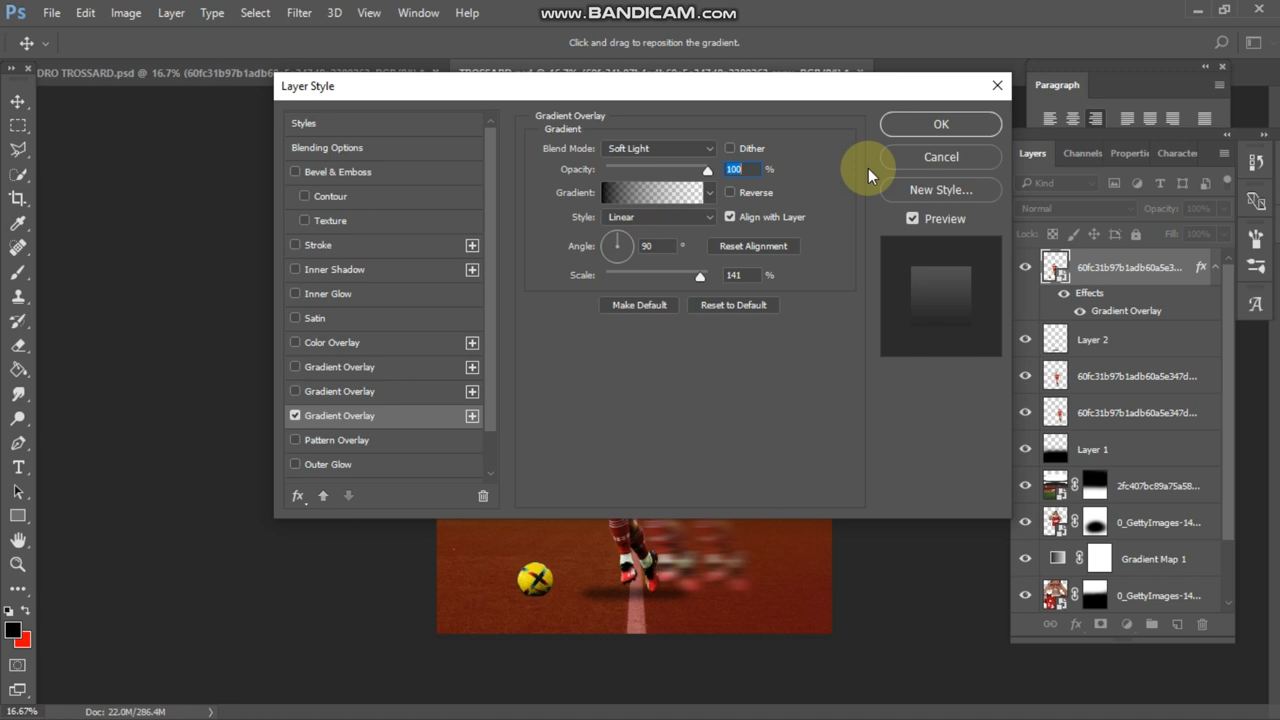 Ps File Edit Image Layer Type Select Filter 3D View Window Help
www.BANDICAM.com
Click and drag to reposition the gradient.
DRO TROSSARD.psd @ 16.7%
Layer Style
Styles
Blending Options
Bevel & Emboss
Contour
Texture
Stroke
Inner Shadow
Inner Glow
Satin
Color Overlay
Gradient Overlay
Gradient Overlay
Gradient Overlay
Pattern Overlay
Outer Glow
fx
Gradient Overlay
Gradient
Blend Mode: Soft Light Dither
Opacity: 100 %
Gradient: Reverse
Style: Linear Align with Layer
Angle: 90 ° Reset Alignment
Scale: 141 %
Make Default Reset to Default
OK
Cancel
New Style...
Preview
Paragraph
Layers Channels Properti Character
Kind
Normal Opacity: 100%
Lock: Fill: 100%
60fc31b97b1adb60a5e3... fx
Effects
Gradient Overlay
Layer 2
60fc31b97b1adb60a5e347d...
60fc31b97b1adb60a5e347d...
Layer 1
2fc407bc89a75a58...
0_GettyImages-14...
Gradient Map 1
0_GettyImages-14...
fx
16.67% Doc: 22.0M/286.4M